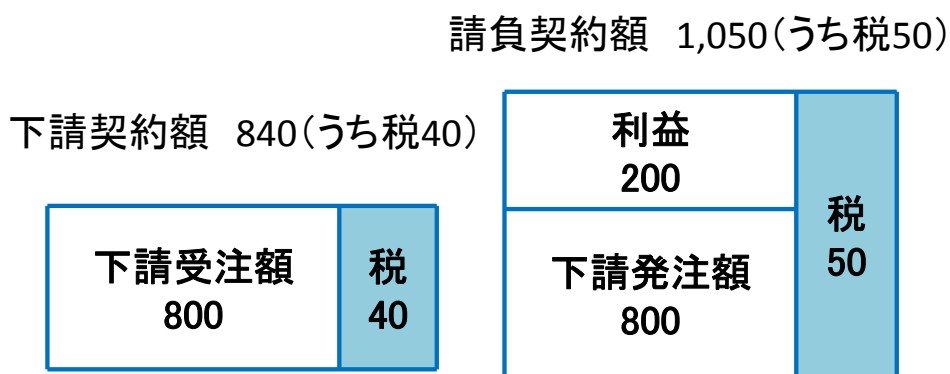 請負契約額 1,050(うち税50)
下請契約額 840(うち税40)
利益
200
税
50
下請発注額
800
下請受注額
800
税
40